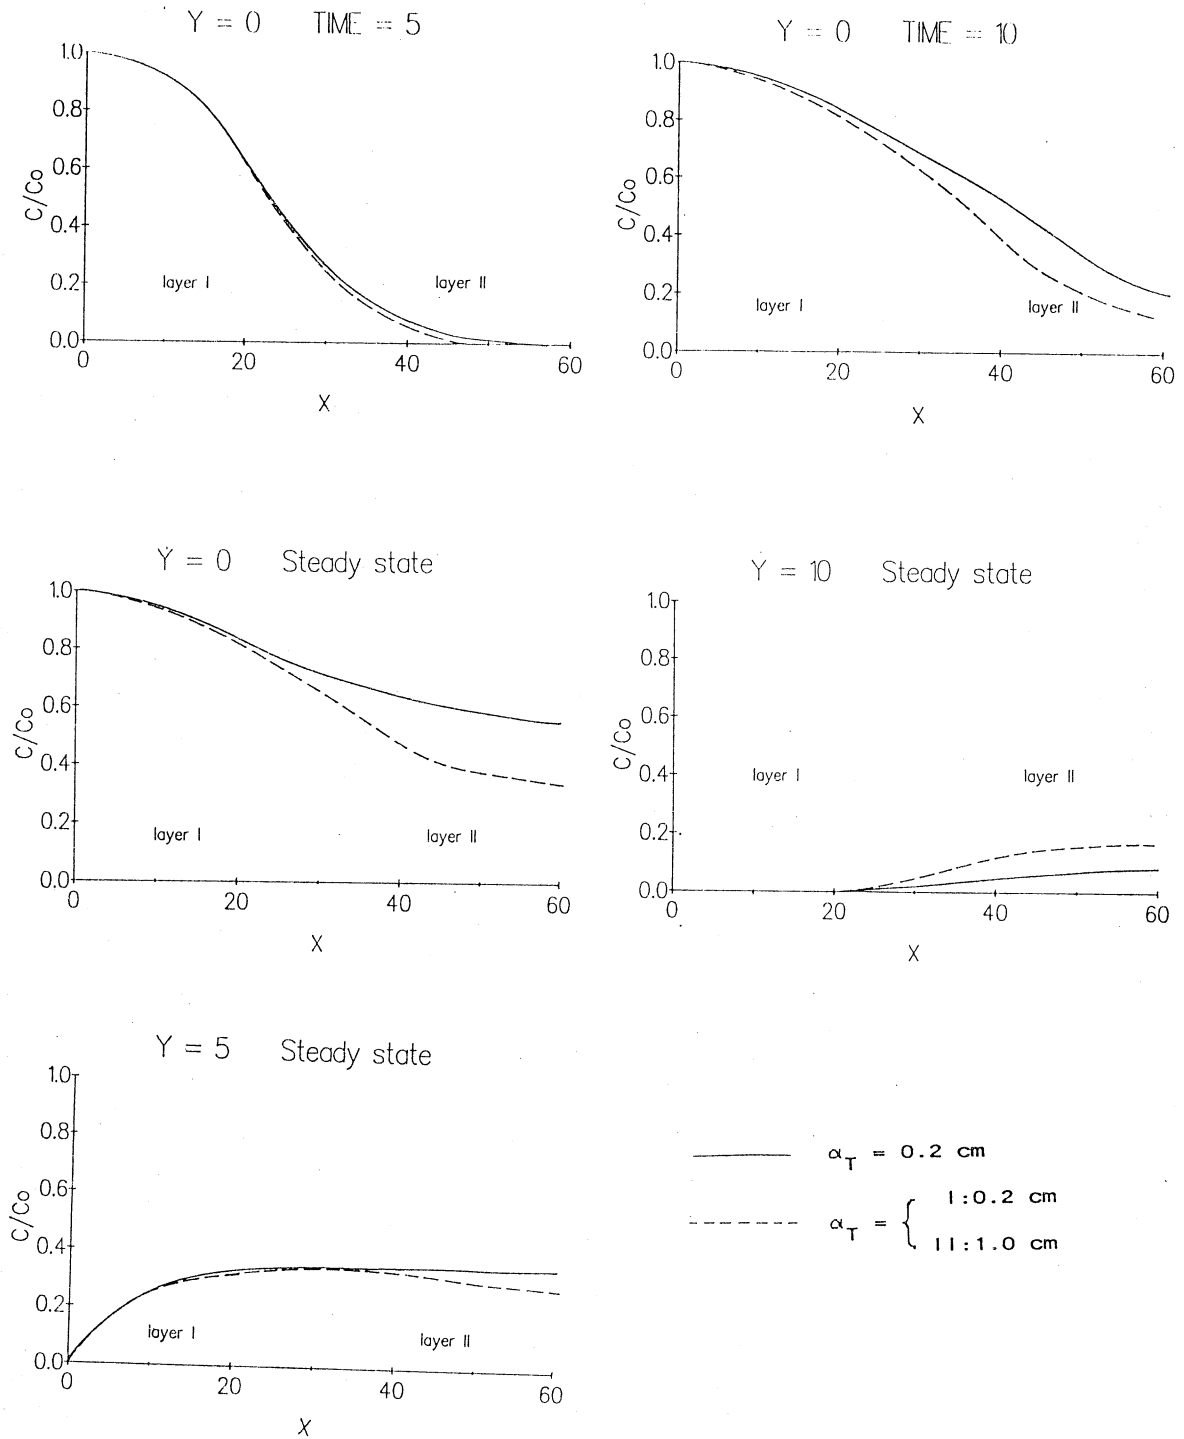 Y = 0 TIME = 5
1.0
0.8
0.6
0.4
0.2
0.0
C/Co
layer I
layer II
0 20 40 60
X
Y = 0 TIME = 10
1.0
0.8
0.6
0.4
0.2
0.0
C/Co
layer I
layer II
0 20 40 60
X
Y = 0 Steady state
1.0
0.8
0.6
0.4
0.2
0.0
C/Co
layer I
layer II
0 20 40 60
X
Y = 10 Steady state
1.0
0.8
0.6
0.4
0.2
0.0
C/Co
layer I
layer II
0 20 40 60
X
Y = 5 Steady state
1.0
0.8
0.6
0.4
0.2
0.0
C/Co
layer I
layer II
0 20 40 60
X
α_T = 0.2 cm
α_T = { I:0.2 cm
II:1.0 cm